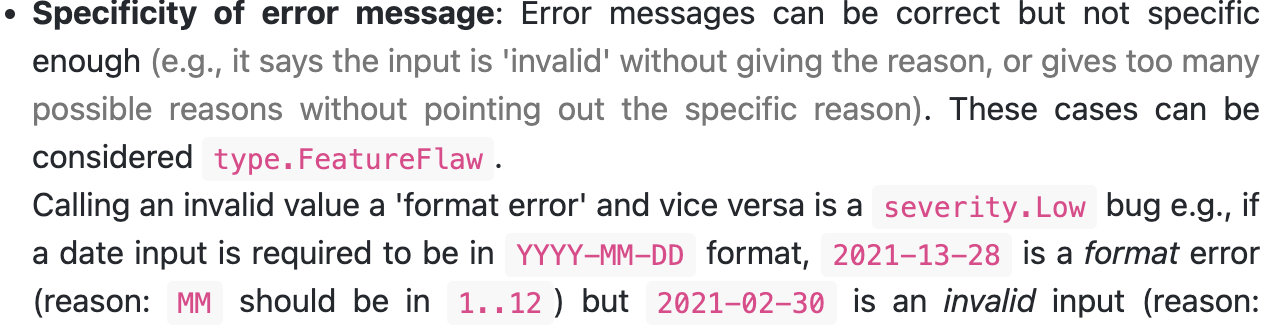 • Specificity of error message: Error messages can be correct but not specific
enough (e.g., it says the input is 'invalid' without giving the reason, or gives too many
possible reasons without pointing out the specific reason). These cases can be
considered type.FeatureFlaw .
Calling an invalid value a 'format error' and vice versa is a severity.Low bug e.g., if
a date input is required to be in YYYY-MM-DD format, 2021-13-28 is a format error
(reason: MM should be in 1..12 ) but 2021-02-30 is an invalid input (reason: